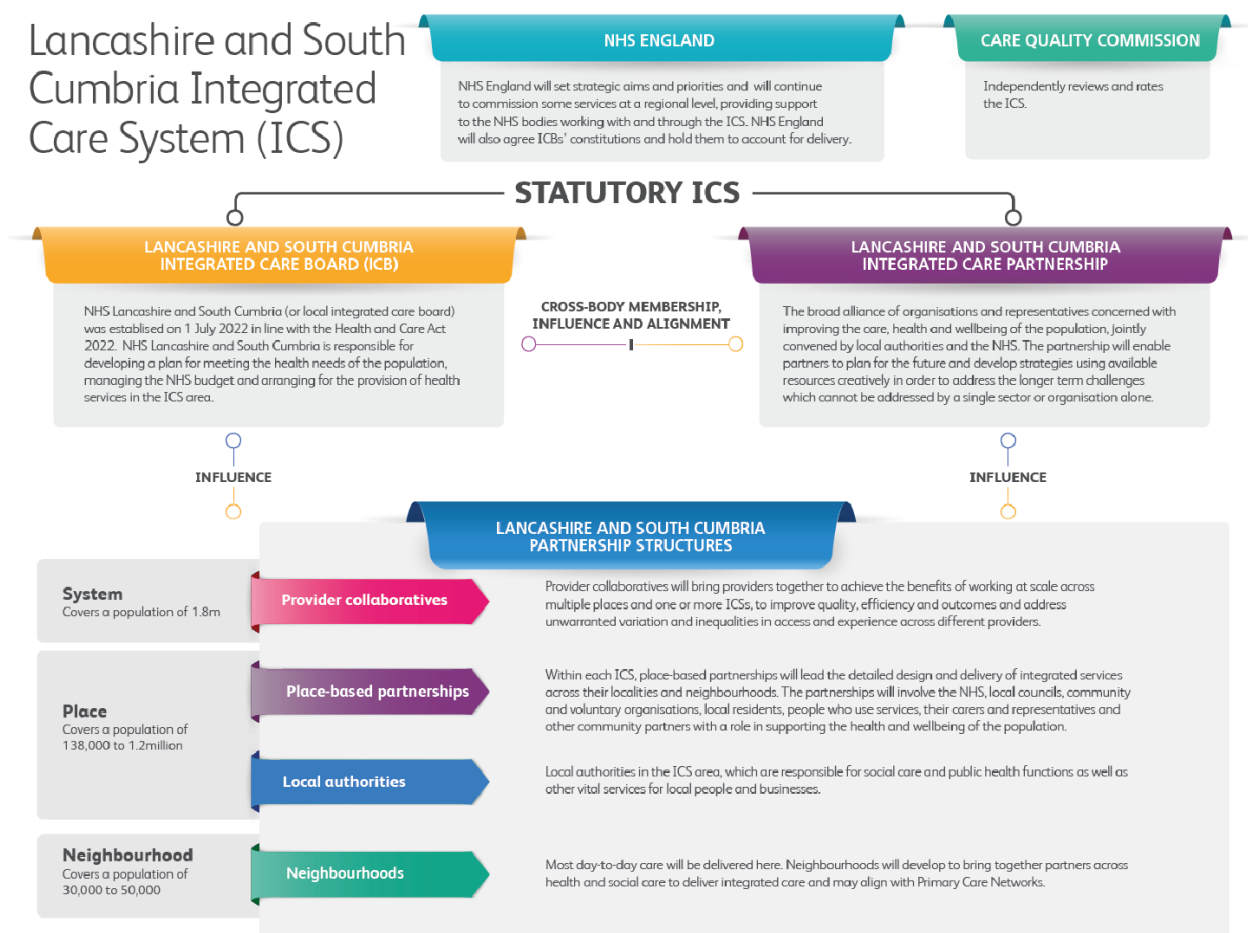 Lancashire and South
Cumbria Integrated
Care System (ICS)
NHS ENGLAND
NHS England will set strategic aims and priorities and will continue
to commission some services at a regional level, providing support
to the NHS bodies working with and through the ICS. NHS England
will also agree ICBs’ constitutions and hold them to account for delivery.
CARE QUALITY COMMISSION
Independently reviews and rates
the ICS.
STATUTORY ICS
LANCASHIRE AND SOUTH CUMBRIA
INTEGRATED CARE BOARD (ICB)
NHS Lancashire and South Cumbria (or local integrated care board)
was establised on 1 July 2022 in line with the Health and Care Act
2022. NHS Lancashire and South Cumbria is responsible for
developing a plan for meeting the health needs of the population,
managing the NHS budget and arranging for the provision of health
services in the ICS area.
CROSS-BODY MEMBERSHIP,
INFLUENCE AND ALIGNMENT
LANCASHIRE AND SOUTH CUMBRIA
INTEGRATED CARE PARTNERSHIP
The broad alliance of organisations and representatives concerned with
improving the care, health and wellbeing of the population, jointly
convened by local authorities and the NHS. The partnership will enable
partners to plan for the future and develop strategies using available
resources creatively in order to address the longer term challenges
which cannot be addressed by a single sector or organisation alone.
INFLUENCE
INFLUENCE
LANCASHIRE AND SOUTH CUMBRIA
PARTNERSHIP STRUCTURES
System
Covers a population of 1.8m
Provider collaboratives
Provider collaboratives will bring providers together to achieve the benefits of working at scale across
multiple places and one or more ICSs, to improve quality, efficiency and outcomes and address
unwarranted variation and inequalities in access and experience across different providers.
Place
Covers a population of
138,000 to 1.2million
Place-based partnerships
Within each ICS, place-based partnerships will lead the detailed design and delivery of integrated services
across their localities and neighbourhoods. The partnerships will involve the NHS, local councils, community
and voluntary organisations, local residents, people who use services, their carers and representatives and
other community partners with a role in supporting the health and wellbeing of the population.
Local authorities
Local authorities in the ICS area, which are responsible for social care and public health functions as well as
other vital services for local people and businesses.
Neighbourhood
Covers a population of
30,000 to 50,000
Neighbourhoods
Most day-to-day care will be delivered here. Neighbourhoods will develop to bring together partners across
health and social care to deliver integrated care and may align with Primary Care Networks.